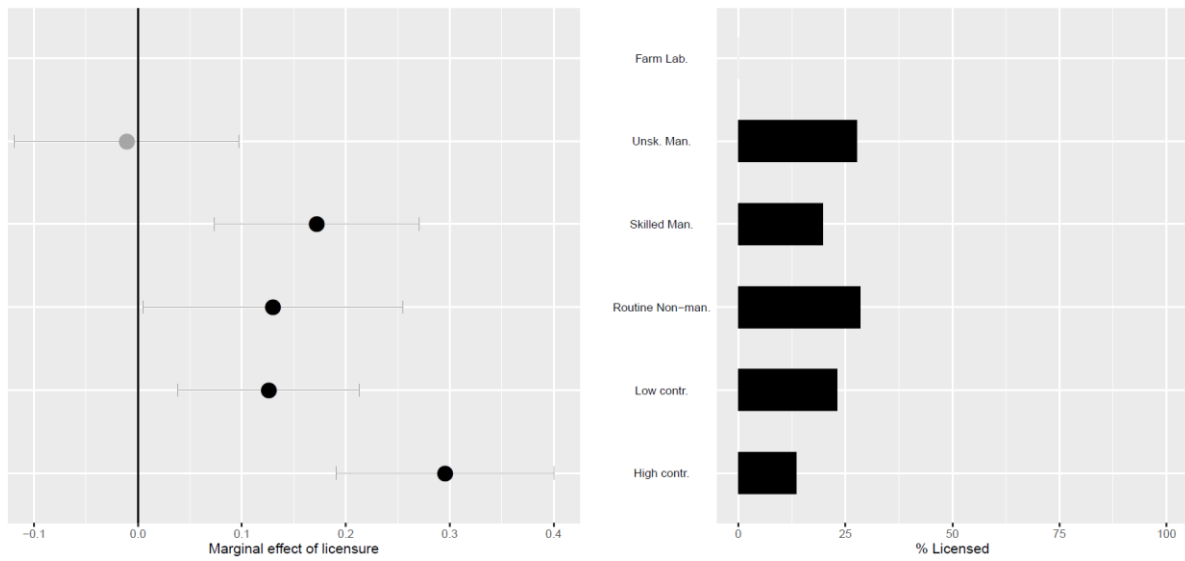 −0.1 0.0 0.1 0.2 0.3 0.4
Marginal effect of licensure
Farm Lab.
Unsk. Man.
Skilled Man.
Routine Non−man.
Low contr.
High contr.
0 25 50 75 100
% Licensed